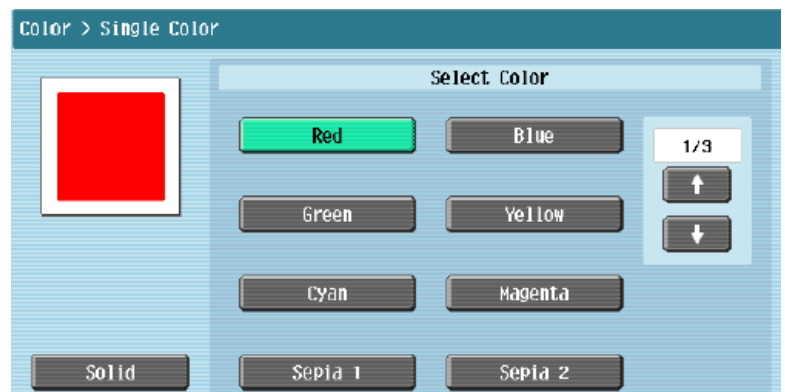 Color > Single Color
Select Color
Red
Blue
1/3
Green
Yellow
Cyan
Magenta
Solid
Sepia 1
Sepia 2